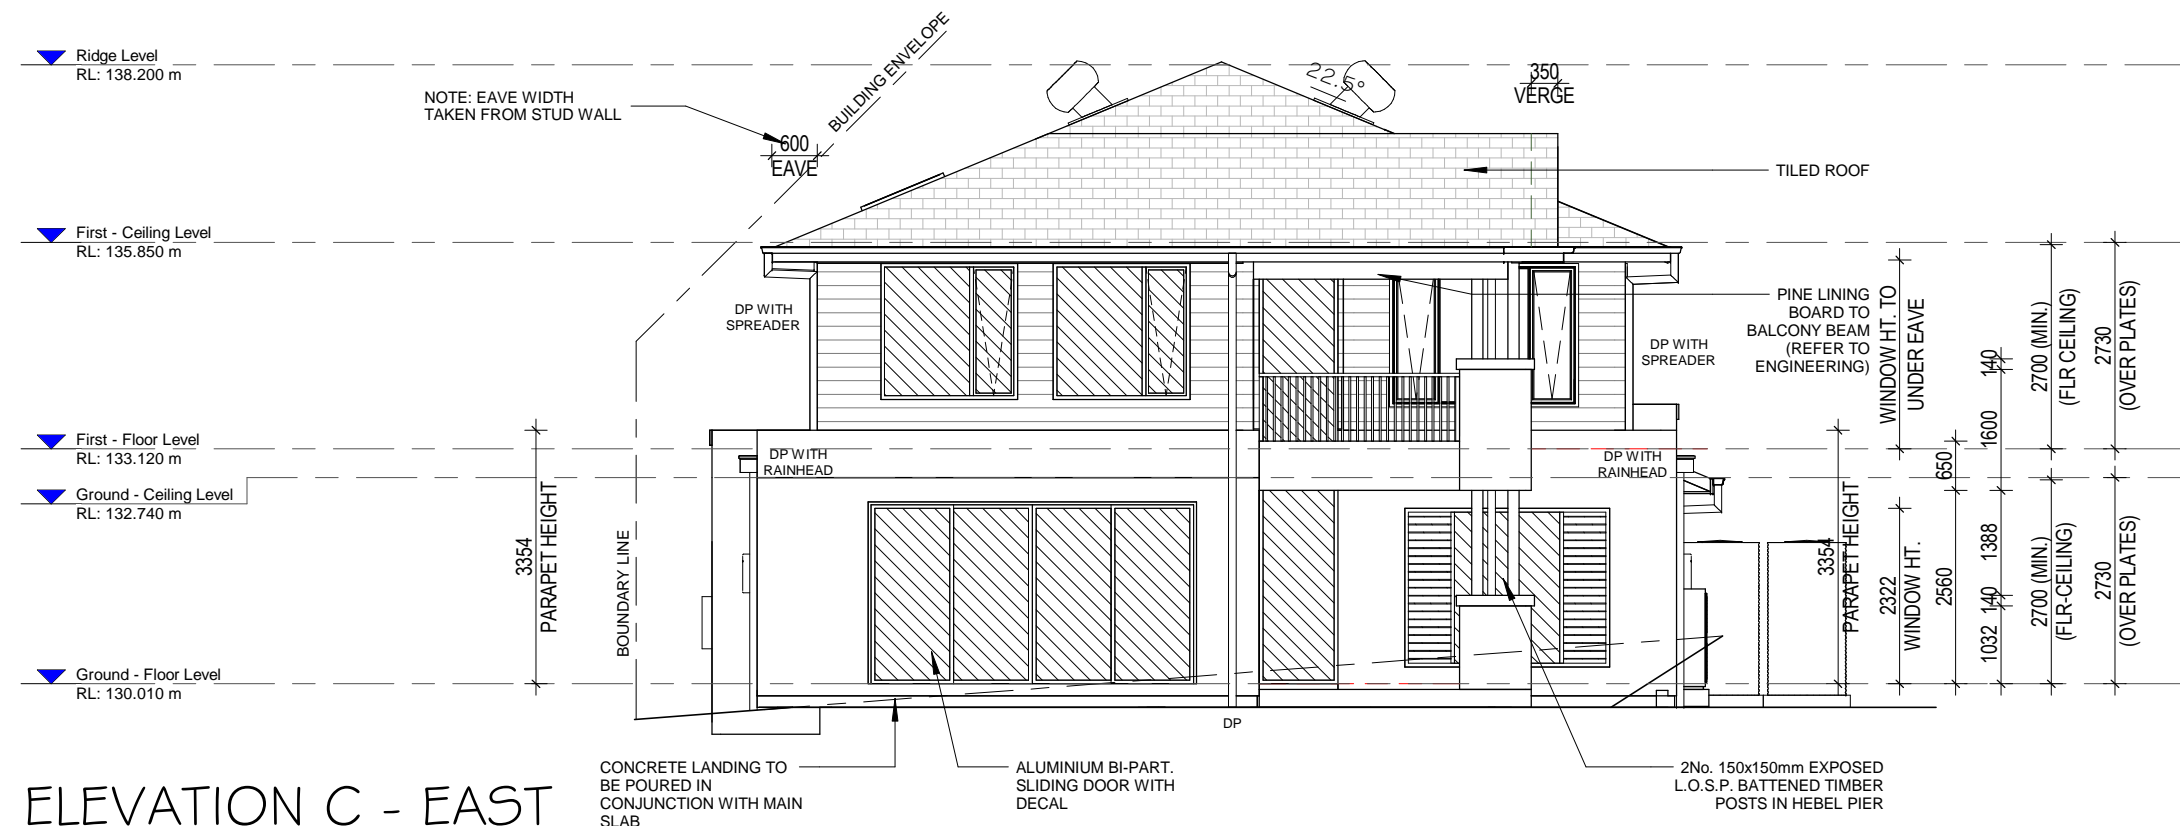 Ridge Level
RL: 138.200 m
NOTE: EAVE WIDTH
TAKEN FROM STUD WALL
BUILDING ENVELOPE
600
EAVE
22.5°
350
VERGE
TILED ROOF
First - Ceiling Level
RL: 135.850 m
DP WITH
SPREADER
PINE LINING
BOARD TO
BALCONY BEAM
(REFER TO
ENGINEERING)
DP WITH
SPREADER
WINDOW HT. TO
UNDER EAVE
140
1600
2700 (MIN.)
(FLR CEILING)
2730
(OVER PLATES)
First - Floor Level
RL: 133.120 m
DP WITH
RAINHEAD
DP WITH
RAINHEAD
650
Ground - Ceiling Level
RL: 132.740 m
3354
PARAPET HEIGHT
BOUNDARY LINE
3354
PARAPET HEIGHT
2322
WINDOW HT.
2560
1388
140
1032
2700 (MIN.)
(FLR-CEILING)
2730
(OVER PLATES)
Ground - Floor Level
RL: 130.010 m
DP
CONCRETE LANDING TO
BE POURED IN
CONJUNCTION WITH MAIN
SLAB
ALUMINIUM BI-PART.
SLIDING DOOR WITH
DECAL
2No. 150x150mm EXPOSED
L.O.S.P. BATTENED TIMBER
POSTS IN HEBEL PIER
ELEVATION C - EAST